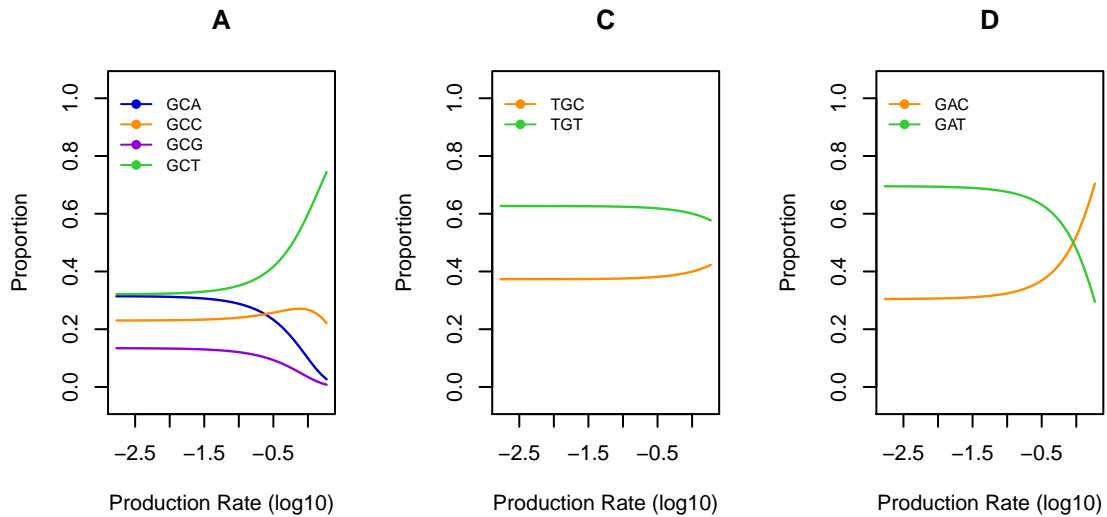 A
Proportion
1.0
0.8
0.6
0.4
0.2
0.0
GCA
GCC
GCG
GCT
−2.5 −1.5 −0.5
Production Rate (log10)
C
Proportion
1.0
0.8
0.6
0.4
0.2
0.0
TGC
TGT
−2.5 −1.5 −0.5
Production Rate (log10)
D
Proportion
1.0
0.8
0.6
0.4
0.2
0.0
GAC
GAT
−2.5 −1.5 −0.5
Production Rate (log10)